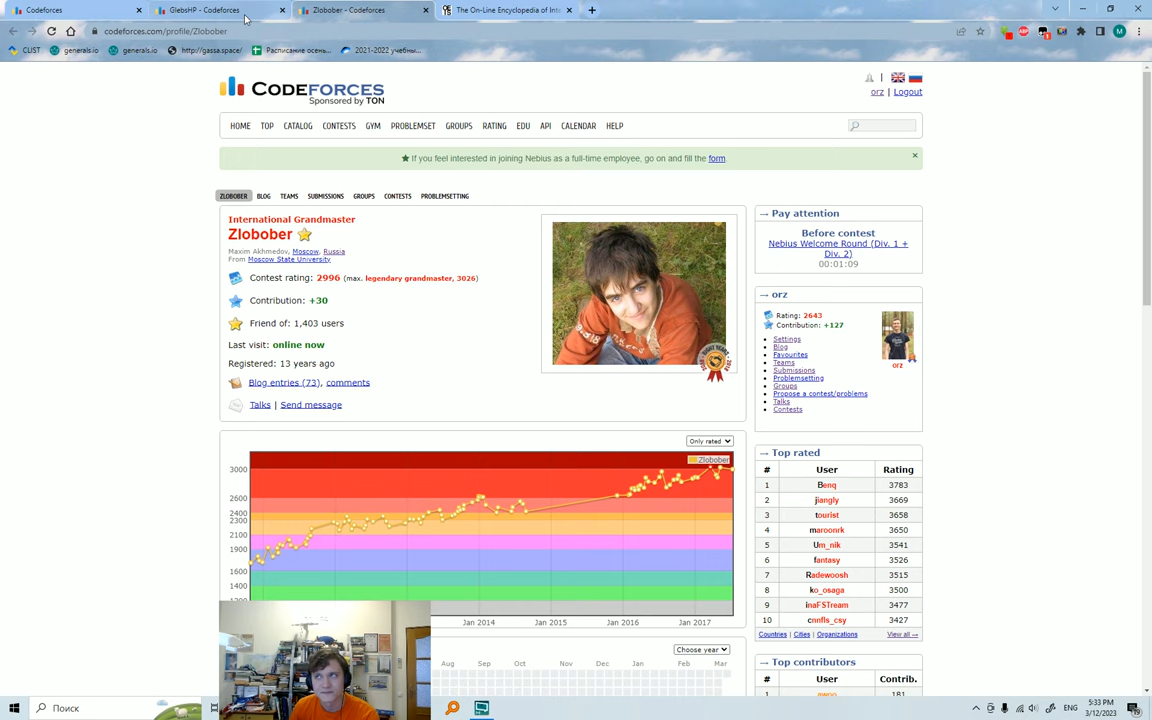 Codeforces
GlebsHP - Codeforces
Zlobober - Codeforces
The On-Line Encyclopedia of Int
codeforces.com/profile/Zlobober
CLIST
generals.io
generals.io
http://gassa.space/
Расписание осень...
2021-2022 учебны...
CODEFORCES
Sponsored by TON
orz | Logout
HOME TOP CATALOG CONTESTS GYM PROBLEMSET GROUPS RATING EDU API CALENDAR HELP
If you feel interested in joining Nebius as a full-time employee, go on and fill the form.
ZLOBOBER BLOG TEAMS SUBMISSIONS GROUPS CONTESTS PROBLEMSETTING
International Grandmaster
Zlobober
Maxim Akhmedov, Moscow, Russia
From Moscow State University
Contest rating: 2996 (max. legendary grandmaster, 3026)
Contribution: +30
Friend of: 1,403 users
Last visit: online now
Registered: 13 years ago
Blog entries (73), comments
Talks | Send message
→ Pay attention
Before contest
Nebius Welcome Round (Div. 1 +
Div. 2)
00:01:09
→ orz
Rating: 2643
Contribution: +127
Settings
Blog
Favourites
Teams
Submissions
Problemsetting
Groups
Propose a contest/problems
Talks
Contests
orz
Only rated
Zlobober
3000
2600
2400
2300
2100
1900
1600
1400
Jan 2014
Jan 2015
Jan 2016
Jan 2017
→ Top rated
# User Rating
1 Benq 3783
2 jiangly 3669
3 tourist 3658
4 maroonrk 3650
5 Um_nik 3541
6 fantasy 3526
7 Radewoosh 3515
8 ko_osaga 3500
9 inaFSTream 3477
10 cnnfls_csy 3427
Countries | Cities | Organizations
View all →
Choose year
Aug Sep Oct Nov Dec Jan Feb Mar
→ Top contributors
# User Contrib.
1 181
Поиск
ENG
5:33 PM
3/12/2023